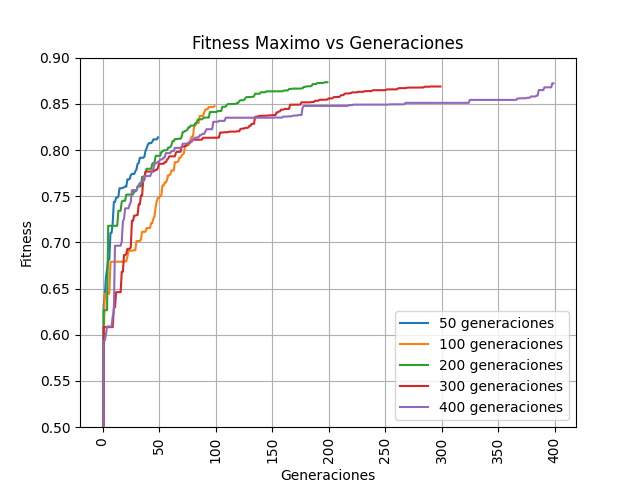 Fitness Maximo vs Generaciones
0.90
0.85
0.80
0.75
0.70
0.65
0.60
0.55
0.50
Fitness
0
50
100
150
200
250
300
350
400
Generaciones
50 generaciones
100 generaciones
200 generaciones
300 generaciones
400 generaciones